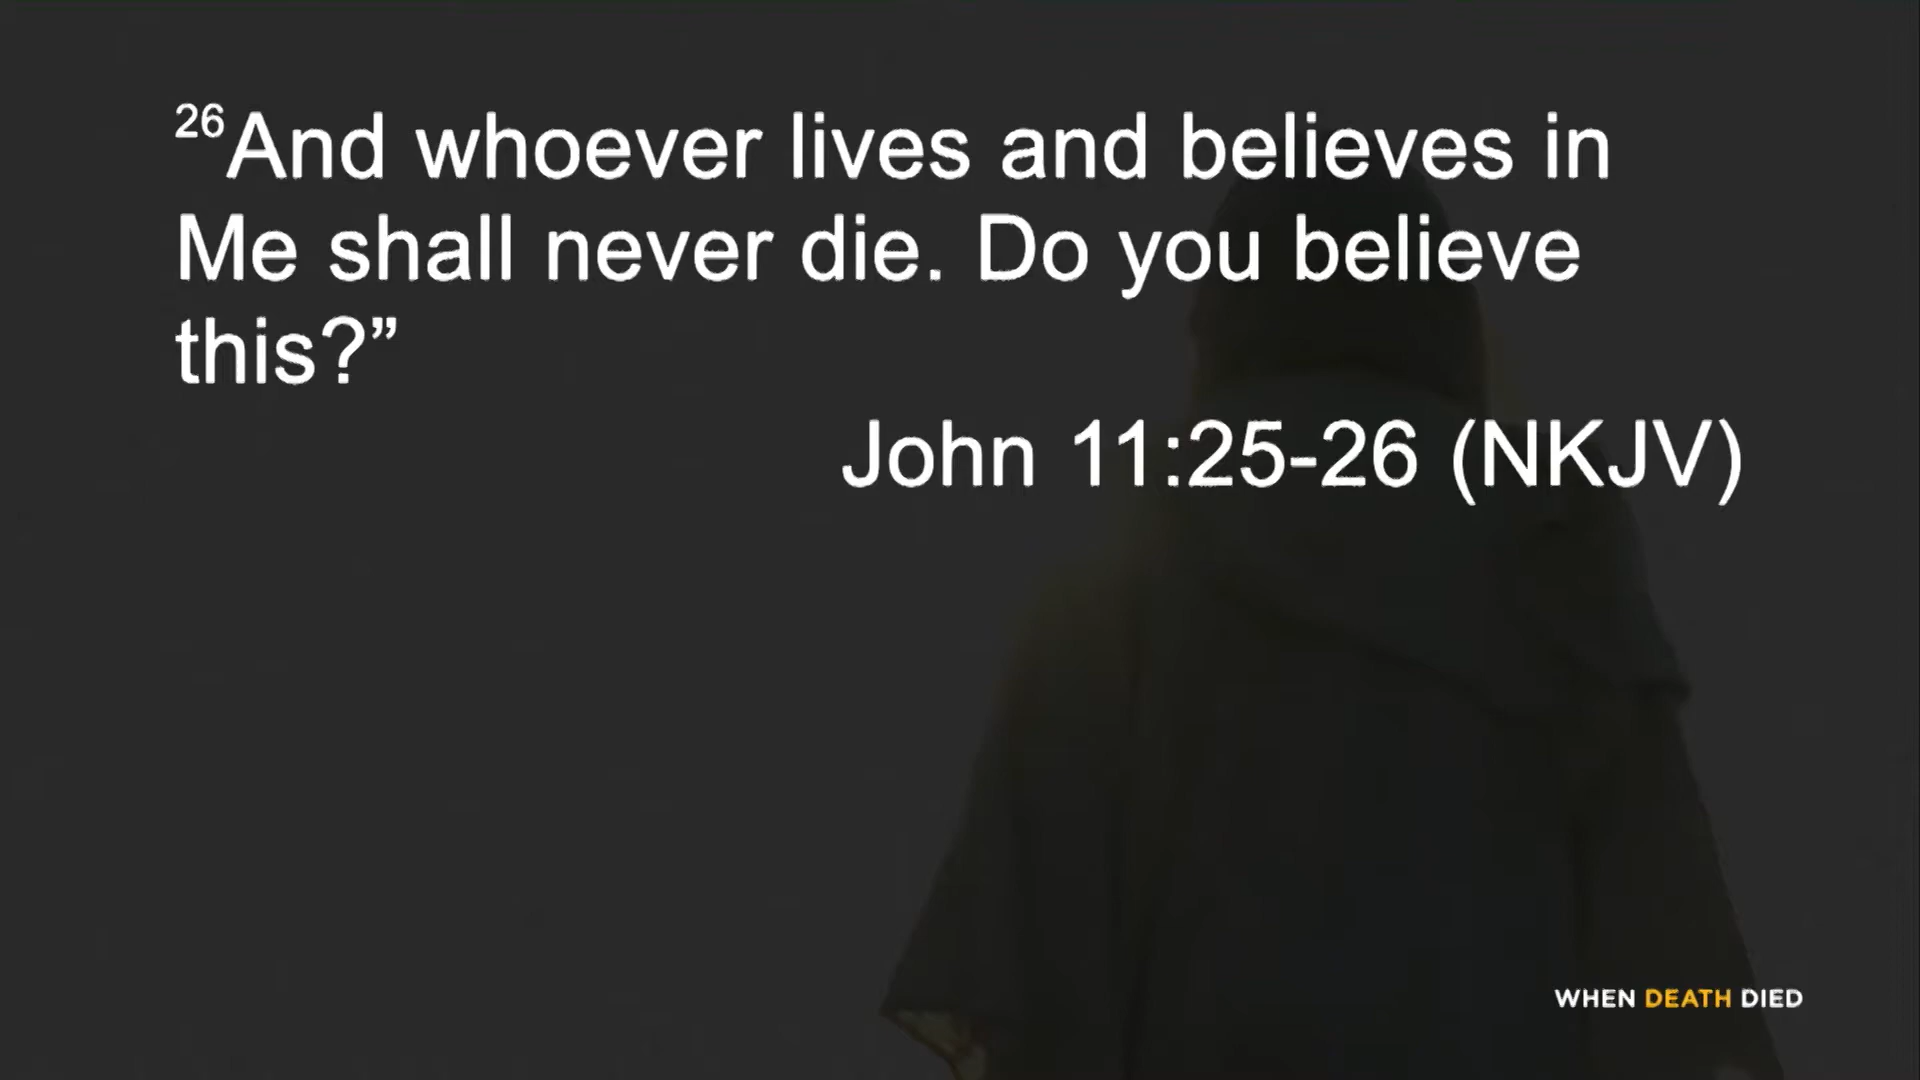 26And whoever lives and believes in
Me shall never die. Do you believe
this?”
John 11:25-26 (NKJV)
WHEN DEATH DIED